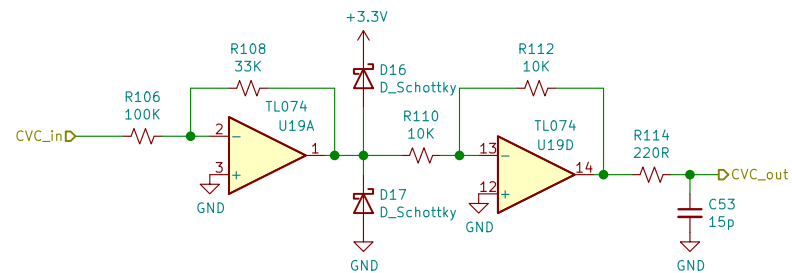 +3.3V
R108
33K
D16
D_Schottky
R112
10K
R106
100K
TL074
U19A
R110
10K
TL074
U19D
R114
220R
CVC_in
2
-
3
+
1
GND
13
-
12
+
14
GND
CVC_out
D17
D_Schottky
GND
C53
15p
GND